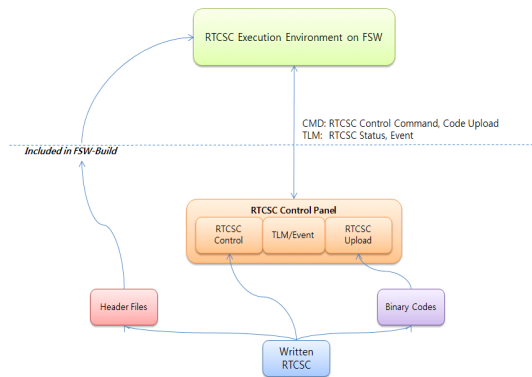 RTCSC Execution Environment on FSW
CMD: RTCSC Control Command, Code Upload
TLM: RTCSC Status, Event
Included in FSW-Build
RTCSC Control Panel
RTCSC
Control
TLM/Event
RTCSC
Upload
Header Files
Binary Codes
Written
RTCSC